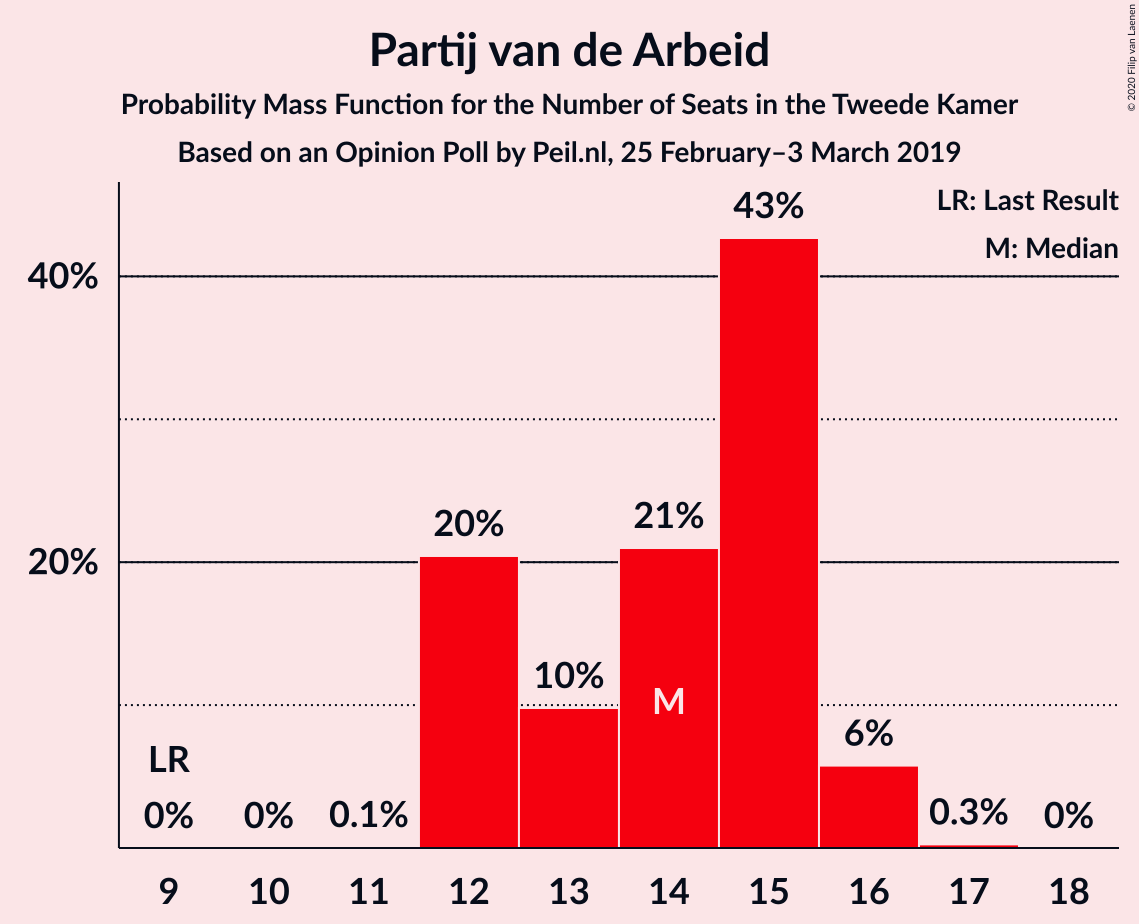 Partij van de Arbeid
Probability Mass Function for the Number of Seats in the Tweede Kamer
Based on an Opinion Poll by Peil.nl, 25 February–3 March 2019
© 2020 Filip van Laenen
LR: Last Result
M: Median
43%
40%
21%
20%
20%
10%
M
6%
LR
0%
0%
0.1%
0.3%
0%
9 10 11 12 13 14 15 16 17 18